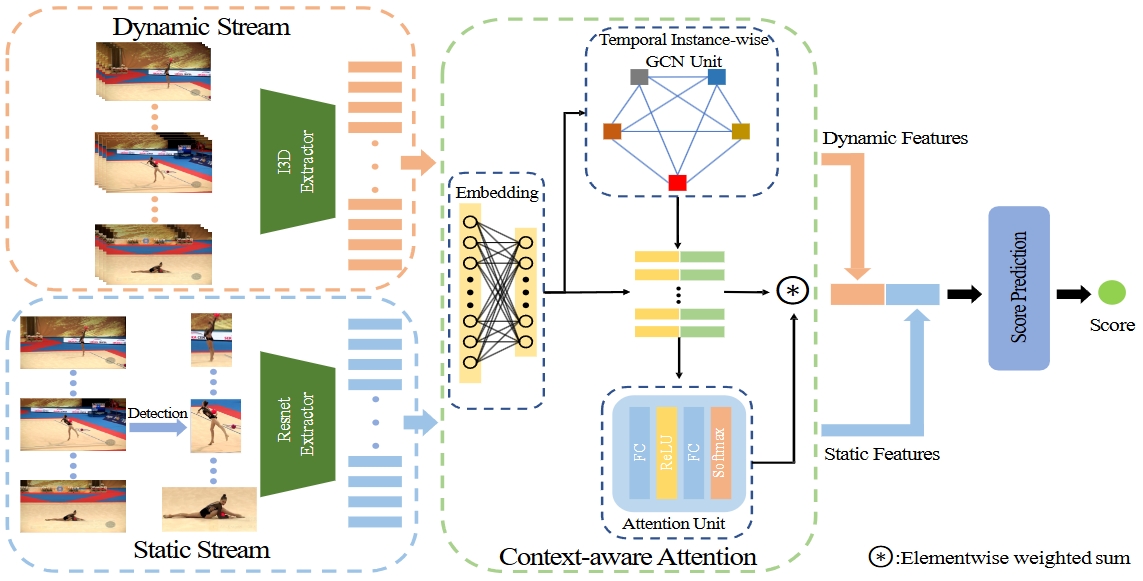 Dynamic Stream
I3D
Extractor
Detection
Resnet
Extractor
Static Stream
Embedding
Temporal Instance-wise
GCN Unit
FC
ReLU
FC
Softmax
Attention Unit
Context-aware Attention
Dynamic Features
Static Features
Score Prediction
Score
*:Elementwise weighted sum